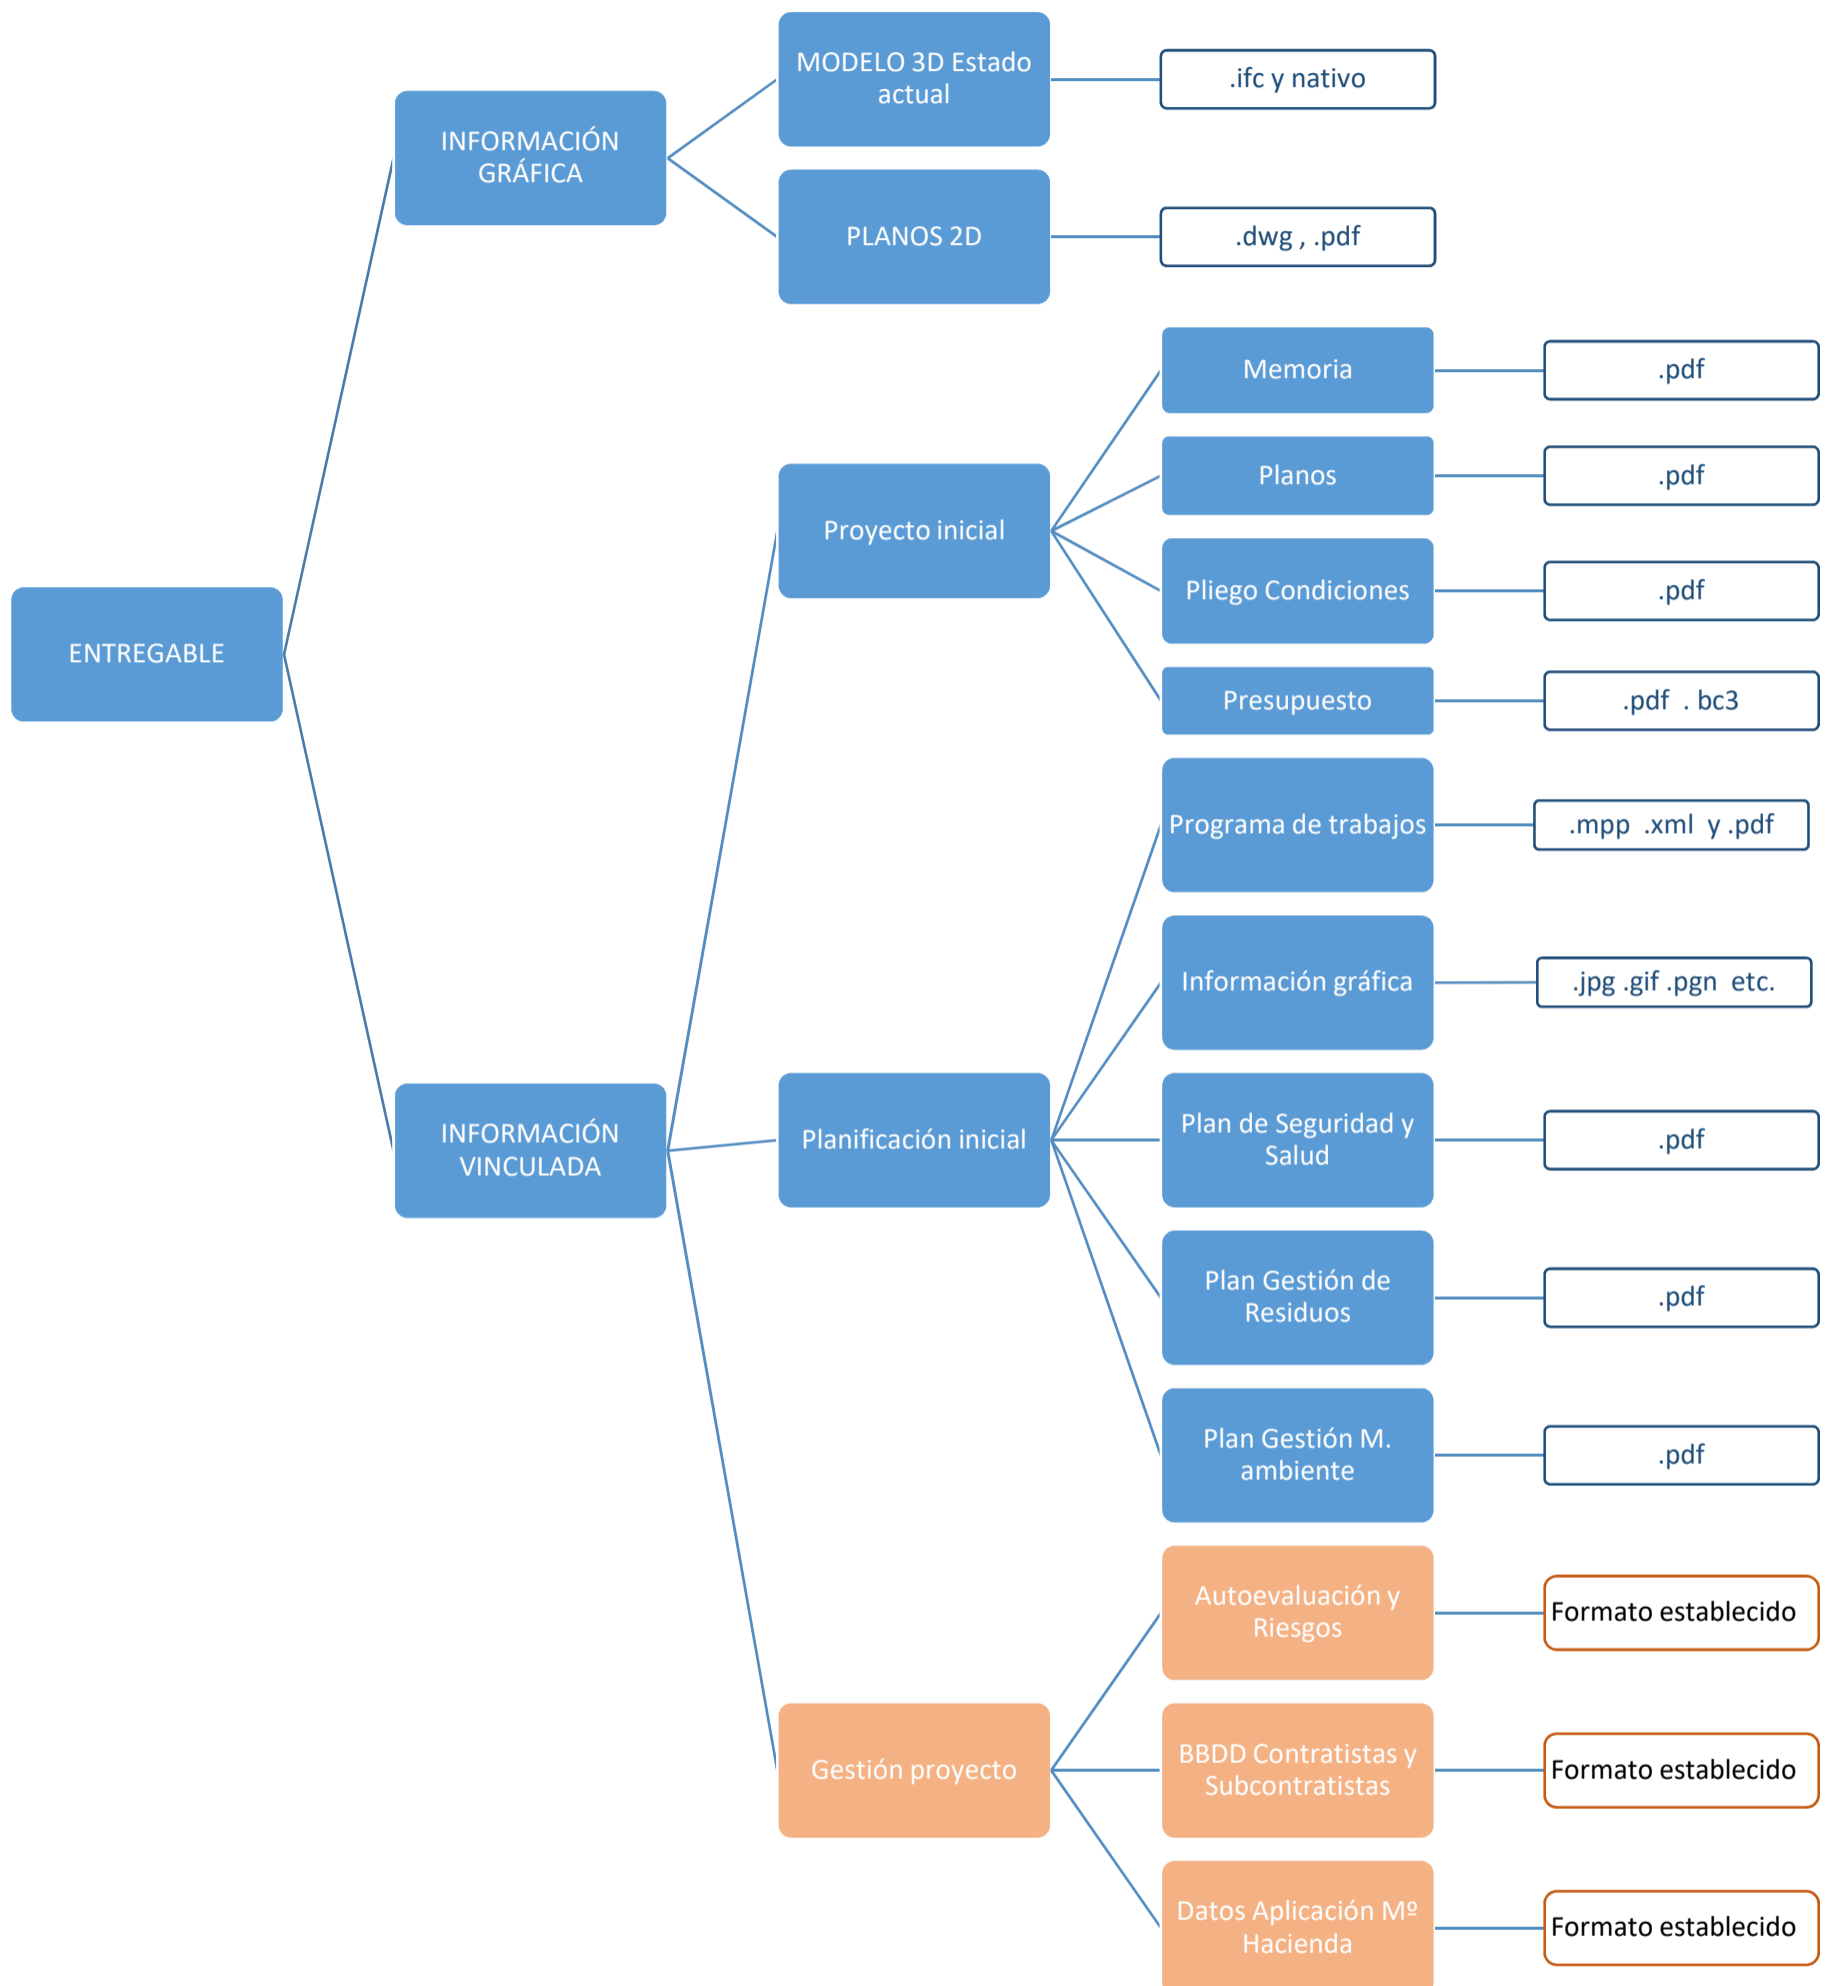 MODELO 3D Estado
actual
.ifc y nativo
INFORMACIÓN
GRÁFICA
PLANOS 2D
.dwg , .pdf
Memoria
.pdf
Planos
.pdf
Proyecto inicial
Pliego Condiciones
.pdf
ENTREGABLE
Presupuesto
.pdf . bc3
Programa de trabajos
.mpp .xml y .pdf
Información gráfica
.jpg .gif .pgn etc.
INFORMACIÓN
VINCULADA
Planificación inicial
Plan de Seguridad y
Salud
.pdf
Plan Gestión de
Residuos
.pdf
Plan Gestión M.
ambiente
.pdf
Autoevaluación y
Riesgos
Formato establecido
Gestión proyecto
BBDD Contratistas y
Subcontratistas
Formato establecido
Datos Aplicación Mº
Hacienda
Formato establecido